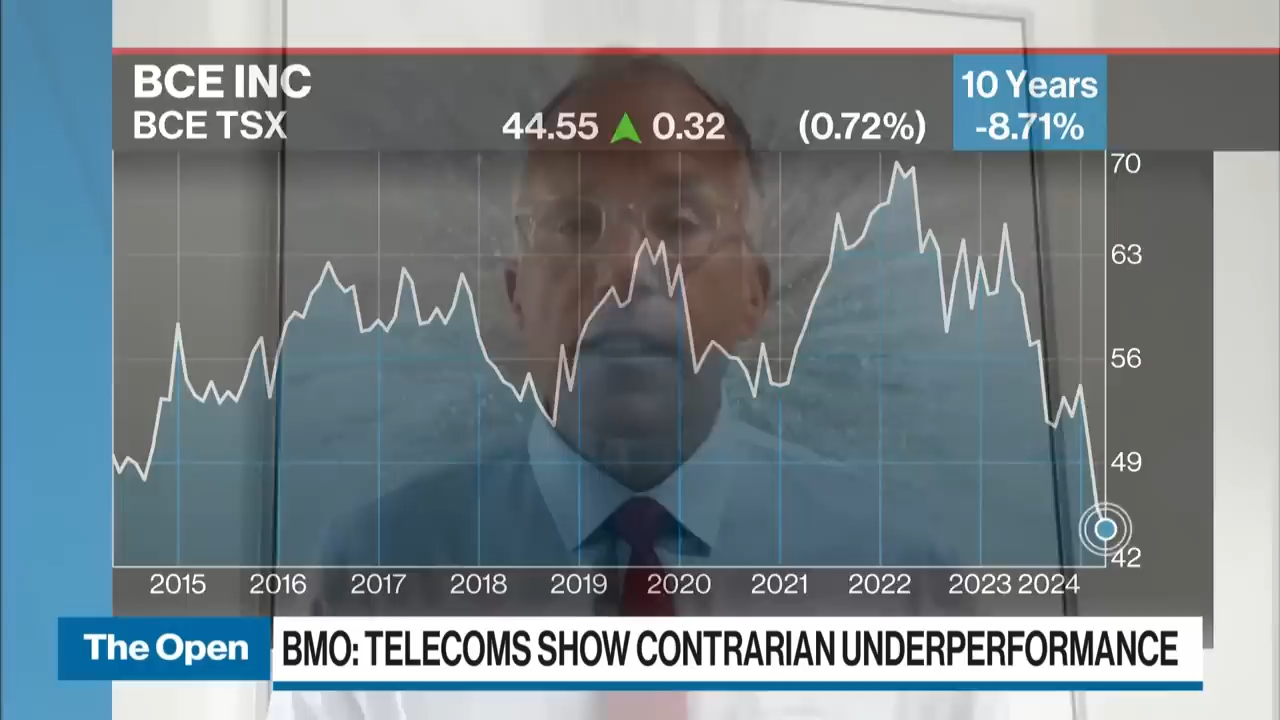 BCE INC
BCE TSX 44.55 0.32 (0.72%)
10 Years
-8.71%
70
63
56
49
42
2015 2016 2017 2018 2019 2020 2021 2022 2023 2024
The Open
BMO: TELECOMS SHOW CONTRARIAN UNDERPERFORMANCE